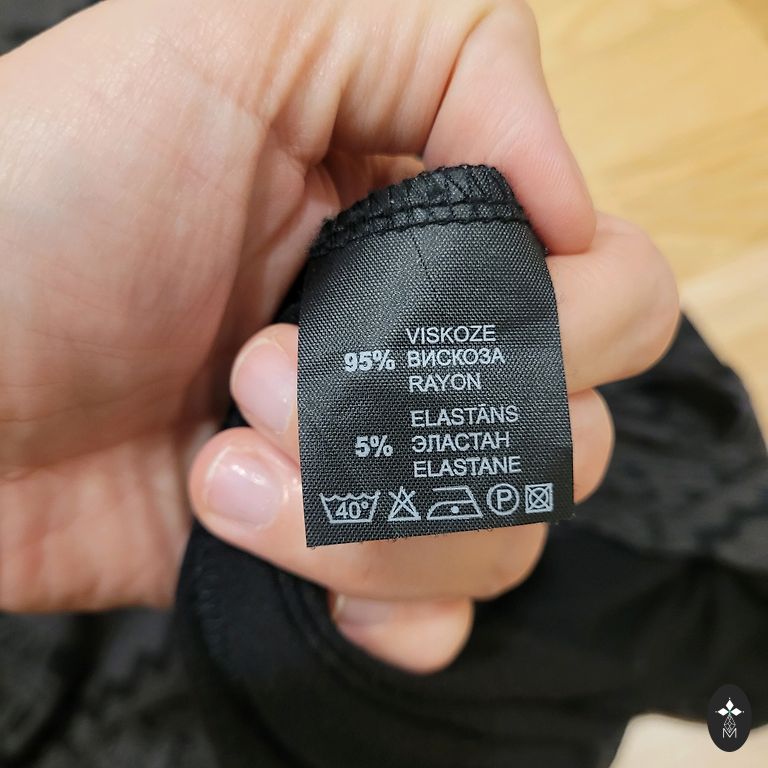 VISKOZE
95% ВИСКОЗА
RAYON
ELASTĀNS
5% ЭЛАСТАН
ELASTANE
40° P
M